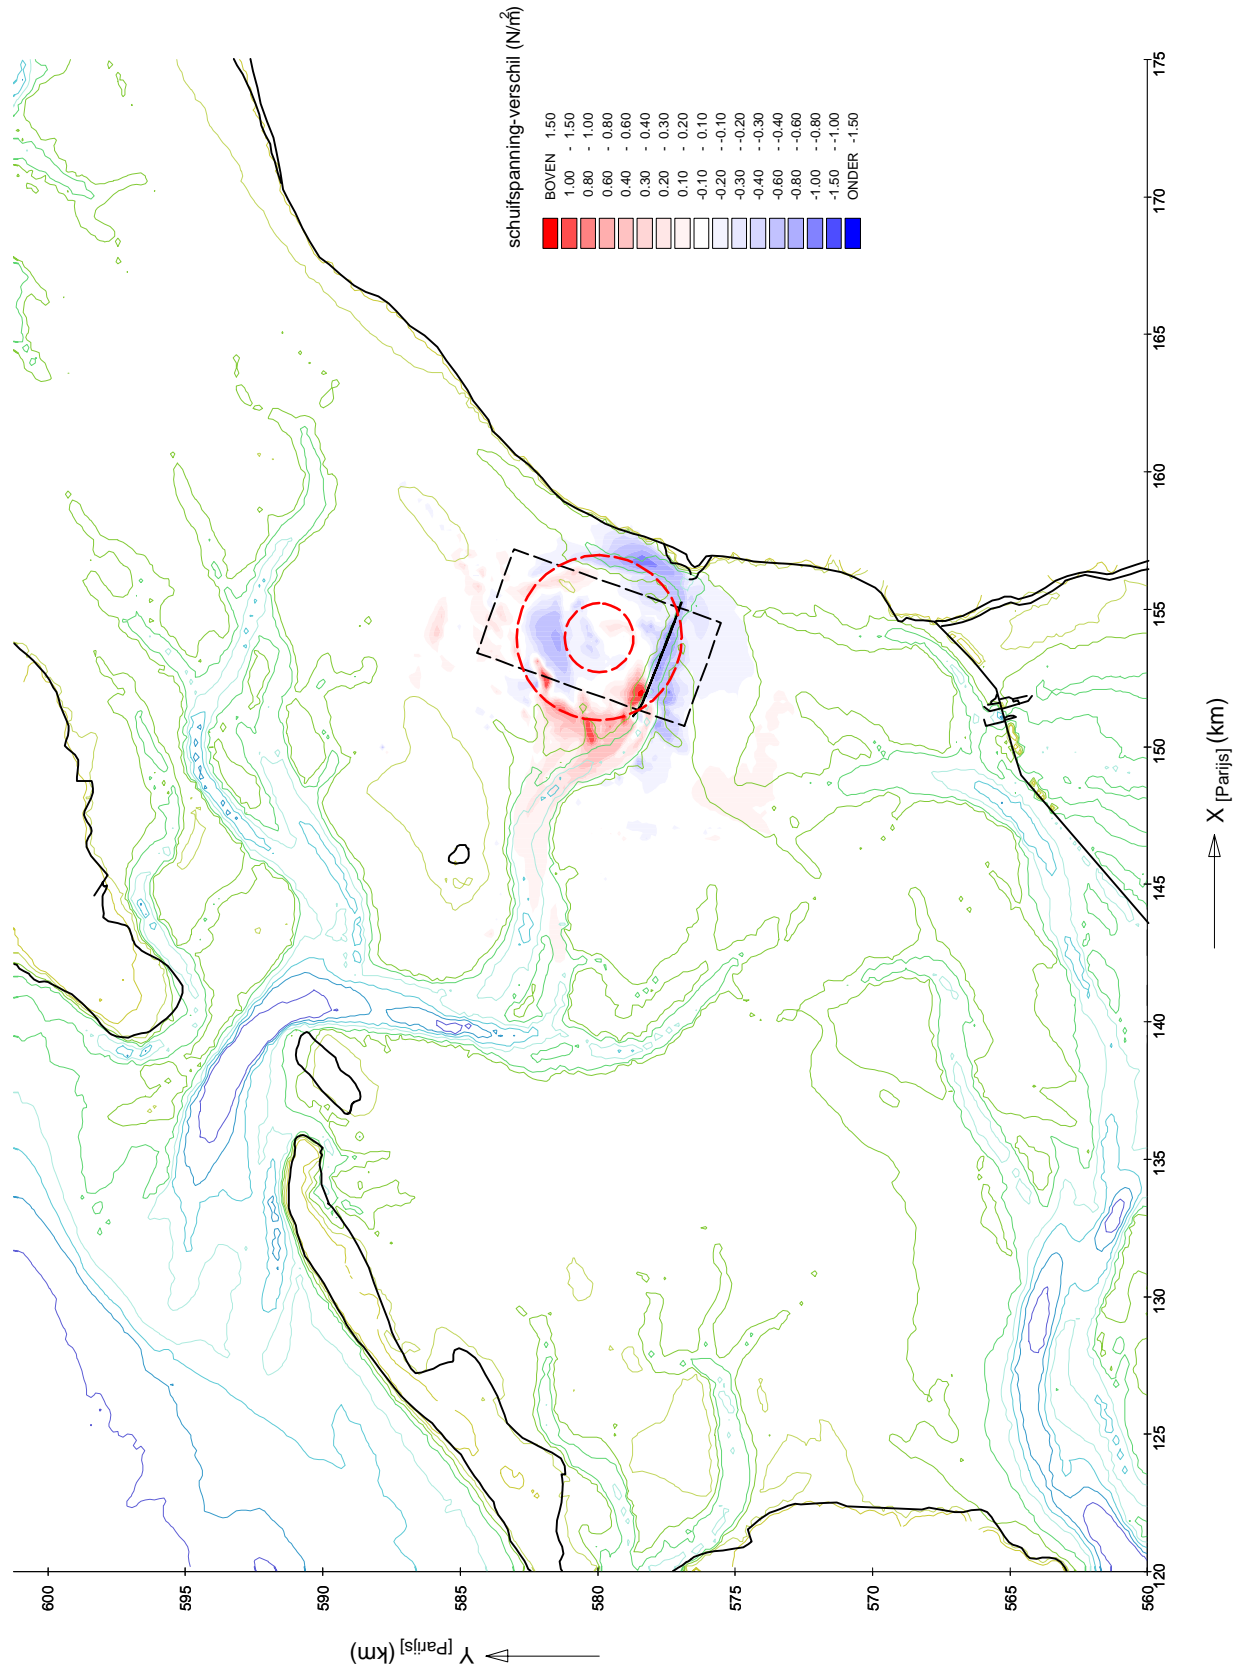 schuifspanning-verschil (N/m²)
BOVEN 1.50
1.00 - 1.50
0.80 - 1.00
0.60 - 0.80
0.40 - 0.60
0.30 - 0.40
0.20 - 0.30
0.10 - 0.20
-0.10 - 0.10
-0.20 - -0.10
-0.30 - -0.20
-0.40 - -0.30
-0.60 - -0.40
-0.80 - -0.60
-1.00 - -0.80
-1.50 - -1.00
ONDER -1.50
600
595
590
585
580
575
570
565
560
Y [Parijs] (km)
120
125
130
135
140
145
150
155
160
165
170
175
X [Parijs] (km)